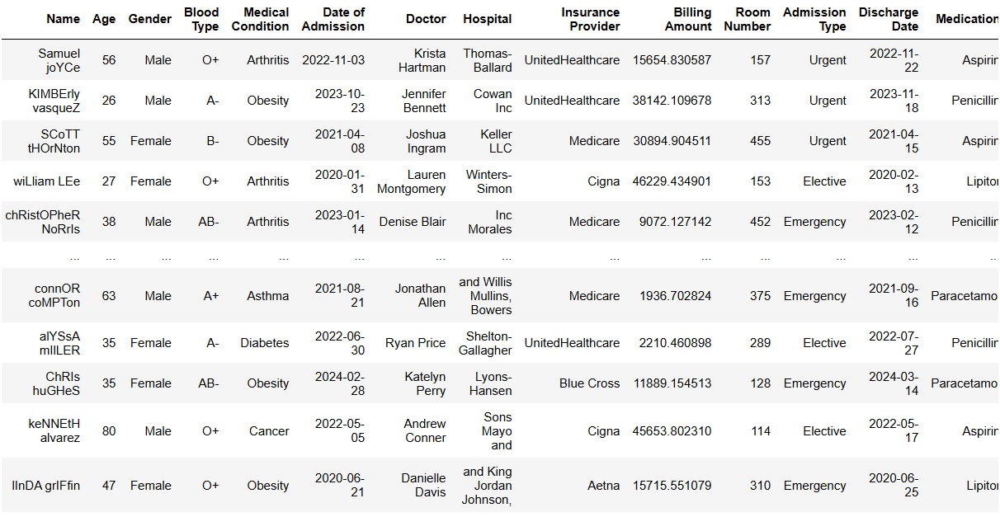 Name Age Gender Blood Type Medical Condition Date of Admission Doctor Hospital Insurance Provider Billing Amount Room Number Admission Type Discharge Date Medication
Samuel joYCe 56 Male O+ Arthritis 2022-11-03 Krista Hartman Thomas-Ballard UnitedHealthcare 15654.830587 157 Urgent 2022-11-22 Aspirin
KIMBErly vasqueZ 26 Male A- Obesity 2023-10-23 Jennifer Bennett Cowan Inc UnitedHealthcare 38142.109678 313 Urgent 2023-11-18 Penicillin
SCoTT tHOrNton 55 Female B- Obesity 2021-04-08 Joshua Ingram Keller LLC Medicare 30894.904511 455 Urgent 2021-04-15 Aspirin
wiLliam LEe 27 Female O+ Arthritis 2020-01-31 Lauren Montgomery Winters-Simon Cigna 46229.434901 153 Elective 2020-02-13 Lipitor
chRistOPheR NoRrIs 38 Male AB- Arthritis 2023-01-14 Denise Blair Inc Morales Medicare 9072.127142 452 Emergency 2023-02-12 Penicillin
... ... ... ... ... ... ... ... ... ... ... ... ... ...
connOR coMPTon 63 Male A+ Asthma 2021-08-21 Jonathan Allen and Willis Mullins, Bowers Medicare 1936.702824 375 Emergency 2021-09-16 Paracetamo
alYSsA mIlLER 35 Female A- Diabetes 2022-06-30 Ryan Price Shelton-Gallagher UnitedHealthcare 2210.460898 289 Elective 2022-07-27 Penicillin
ChRIs huGHeS 35 Female AB- Obesity 2024-02-28 Katelyn Perry Lyons-Hansen Blue Cross 11889.154513 128 Emergency 2024-03-14 Paracetamo
keNNEtH alvarez 80 Male O+ Cancer 2022-05-05 Andrew Conner Sons Mayo and Cigna 45653.802310 114 Elective 2022-05-17 Aspirin
lInDA grIFfin 47 Female O+ Obesity 2020-06-21 Danielle Davis and King Jordan Johnson, Aetna 15715.551079 310 Emergency 2020-06-25 Lipitor